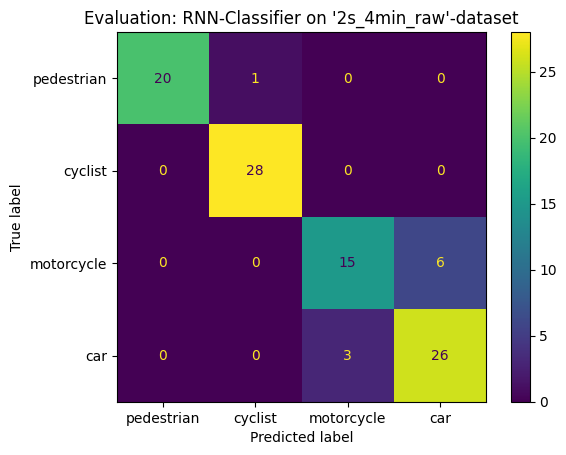 Evaluation: RNN-Classifier on '2s_4min_raw'-dataset
pedestrian 20 1 0 0
cyclist 0 28 0 0
motorcycle 0 0 15 6
car 0 0 3 26
pedestrian cyclist motorcycle car
Predicted label
True label
25
20
15
10
5
0